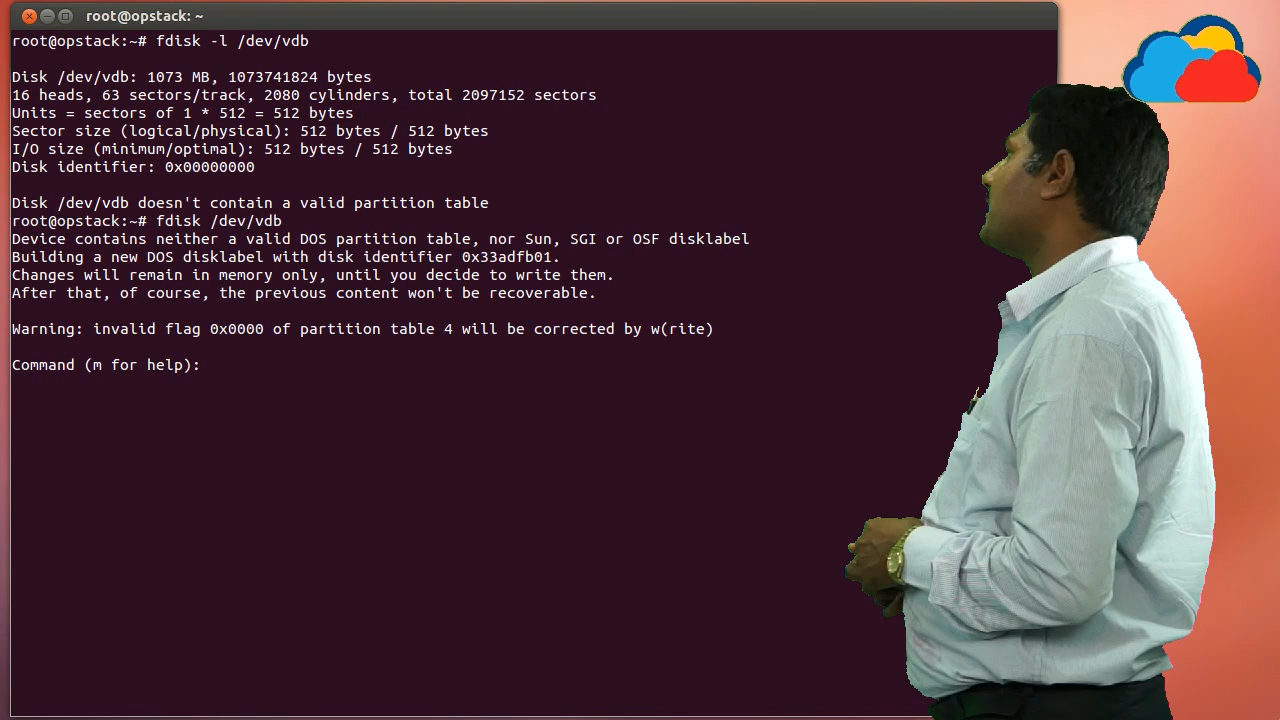 root@opstack: ~
root@opstack:~# fdisk -l /dev/vdb
Disk /dev/vdb: 1073 MB, 1073741824 bytes
16 heads, 63 sectors/track, 2080 cylinders, total 2097152 sectors
Units = sectors of 1 * 512 = 512 bytes
Sector size (logical/physical): 512 bytes / 512 bytes
I/O size (minimum/optimal): 512 bytes / 512 bytes
Disk identifier: 0x00000000
Disk /dev/vdb doesn't contain a valid partition table
root@opstack:~# fdisk /dev/vdb
Device contains neither a valid DOS partition table, nor Sun, SGI or OSF disklabel
Building a new DOS disklabel with disk identifier 0x33adfb01.
Changes will remain in memory only, until you decide to write them.
After that, of course, the previous content won't be recoverable.
Warning: invalid flag 0x0000 of partition table 4 will be corrected by w(rite)
Command (m for help):